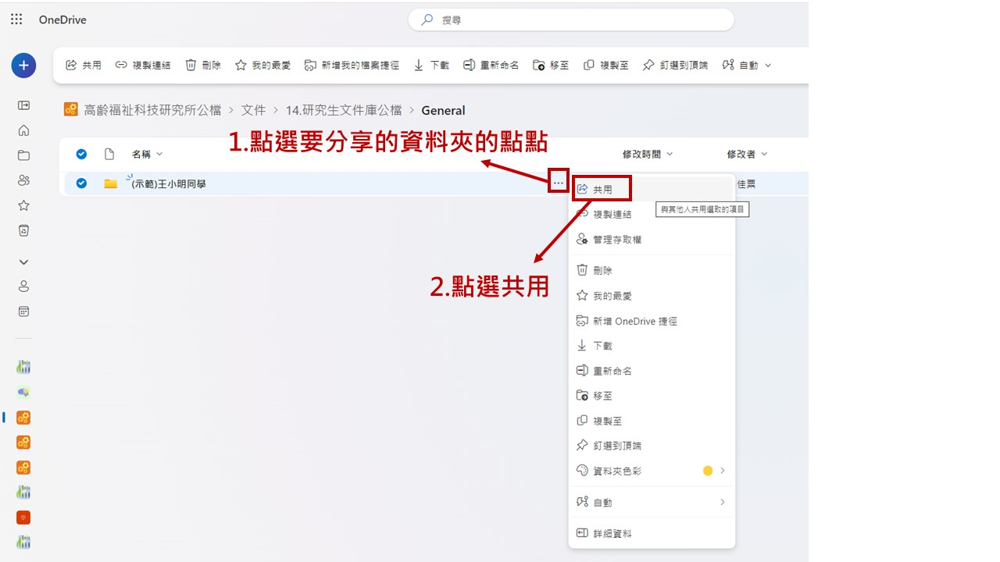 OneDrive
搜尋
共用 複製連結 刪除 我的最愛 新增我的檔案捷徑 下載 重新命名 移至 複製至 釘選到頂端 自動
高齡福祉科技研究所公檔 > 文件 > 14.研究生文件庫公檔 > General
1.點選要分享的資料夾的點點
名稱 修改時間 修改者
(示範)王小明同學 ... 佳票
共用
與其他人共用選取的項目
複製連結
管理存取權
2.點選共用
刪除
我的最愛
新增 OneDrive 捷徑
下載
重新命名
移至
複製至
釘選到頂端
資料夾色彩
自動
詳細資料